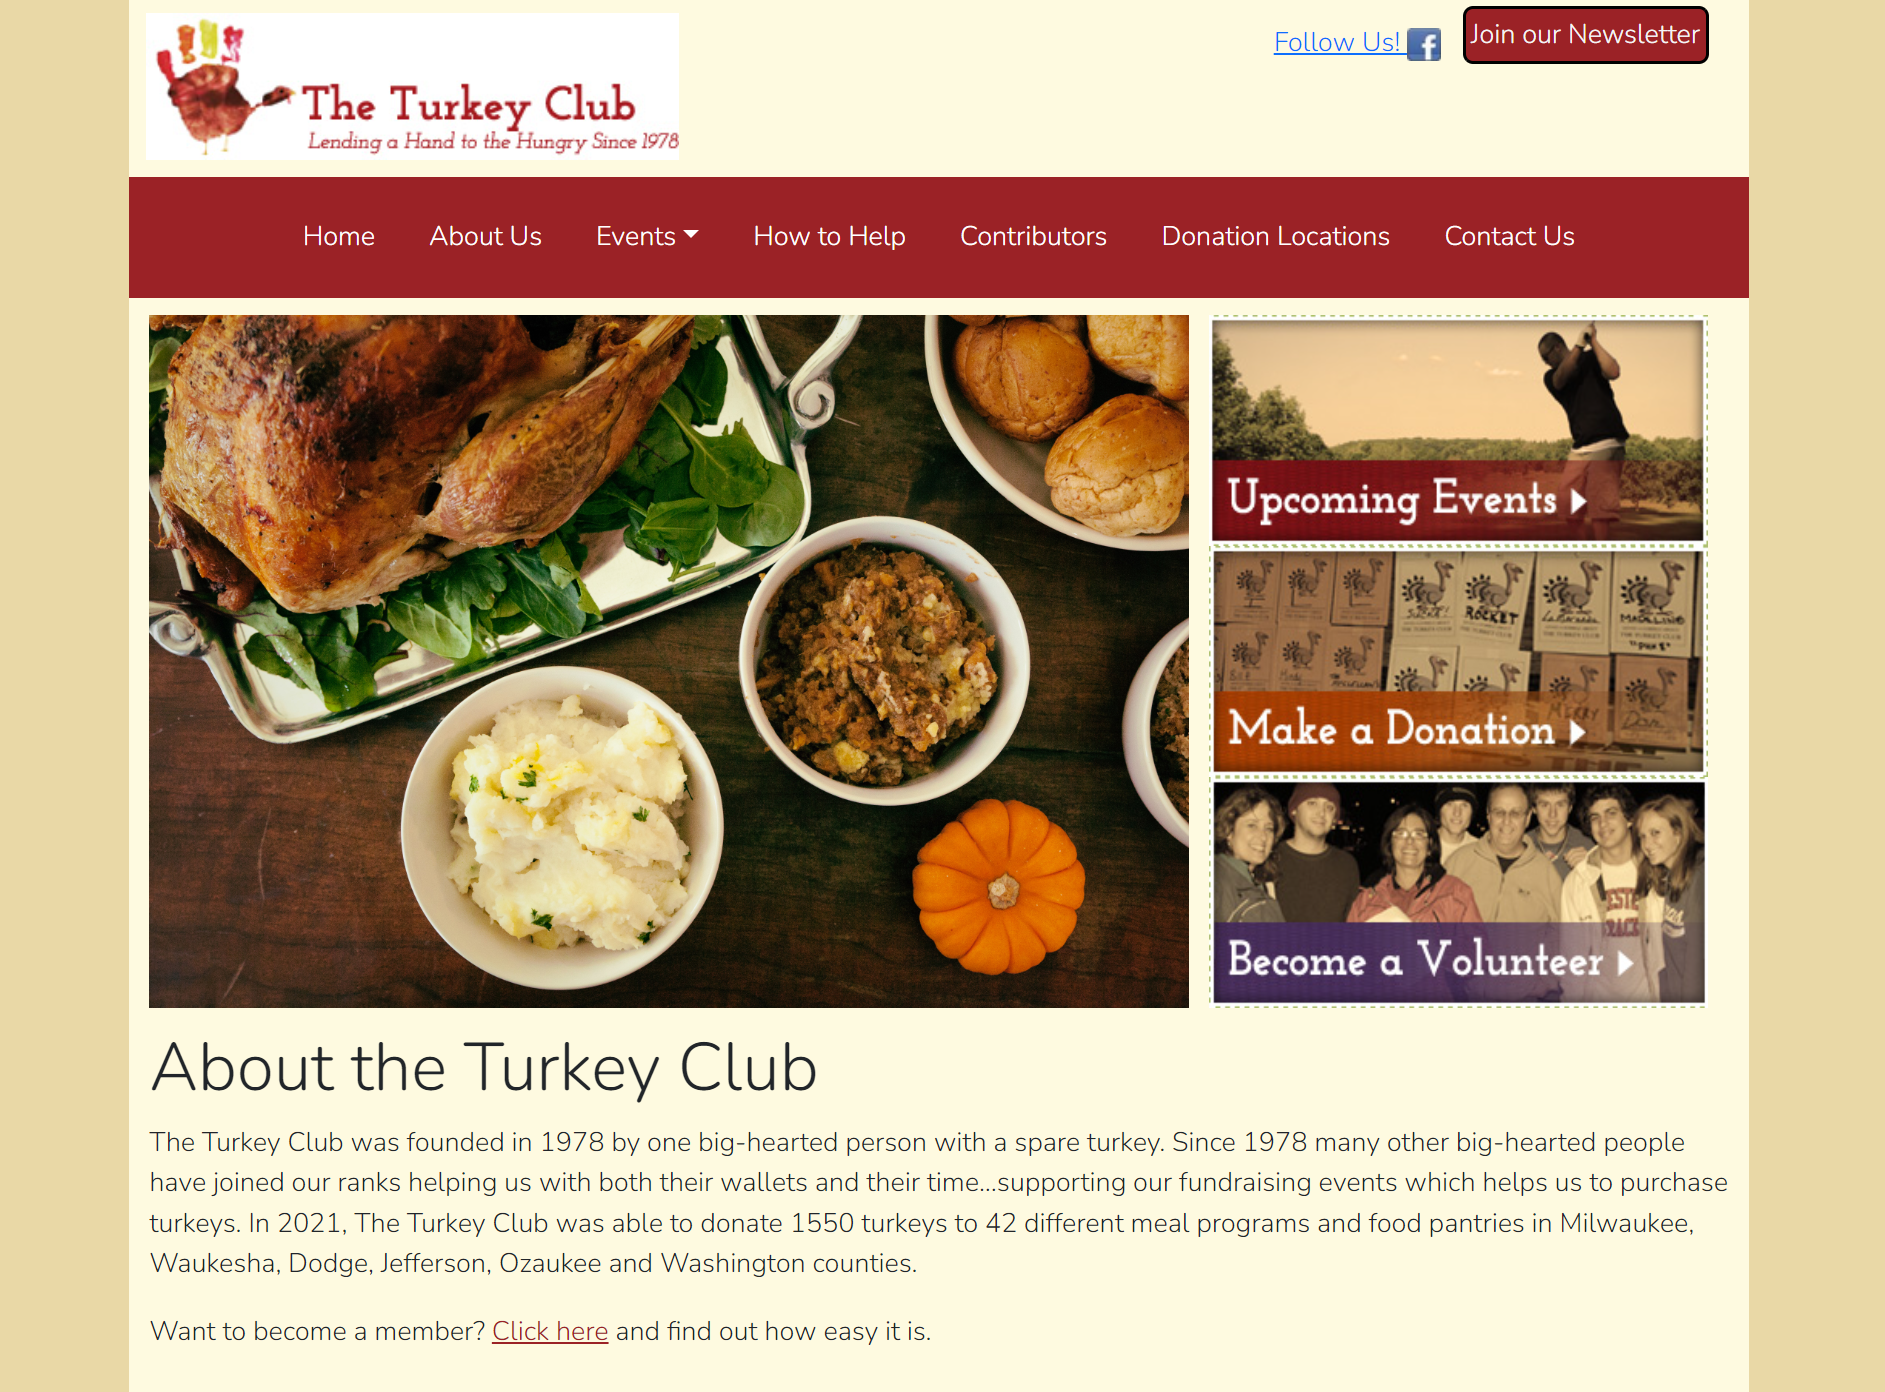 The Turkey Club
Lending a Hand to the Hungry Since 1978
Follow Us!
Join our Newsletter
Home
About Us
Events
How to Help
Contributors
Donation Locations
Contact Us
Upcoming Events
ROCKET
Make a Donation
Become a Volunteer
About the Turkey Club
The Turkey Club was founded in 1978 by one big-hearted person with a spare turkey. Since 1978 many other big-hearted people
have joined our ranks helping us with both their wallets and their time...supporting our fundraising events which helps us to purchase
turkeys. In 2021, The Turkey Club was able to donate 1550 turkeys to 42 different meal programs and food pantries in Milwaukee,
Waukesha, Dodge, Jefferson, Ozaukee and Washington counties.
Want to become a member? Click here and find out how easy it is.